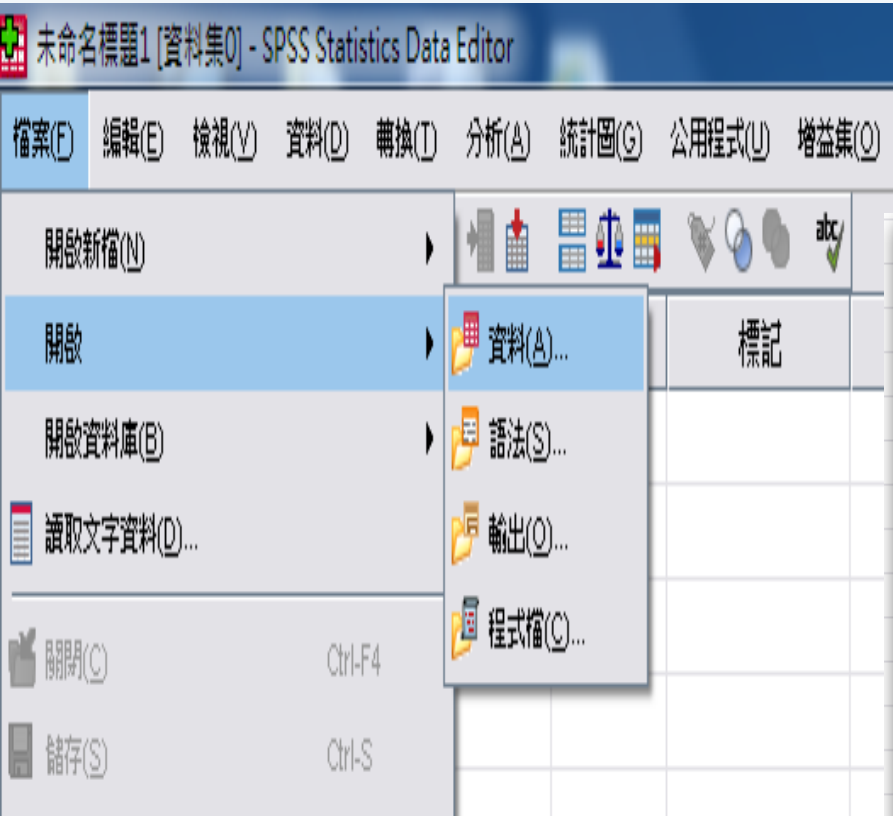 未命名標題1 [資料集0] - SPSS Statistics Data Editor
檔案(F) 編輯(E) 檢視(V) 資料(D) 轉換(T) 分析(A) 統計圖(G) 公用程式(U) 增益集(O)
開啟新檔(N)
開啟
開啟資料庫(B)
讀取文字資料(D)...
關閉(C) Ctrl-F4
儲存(S) Ctrl-S
資料(A)...
語法(S)...
輸出(O)...
程式檔(C)...
abc
標記